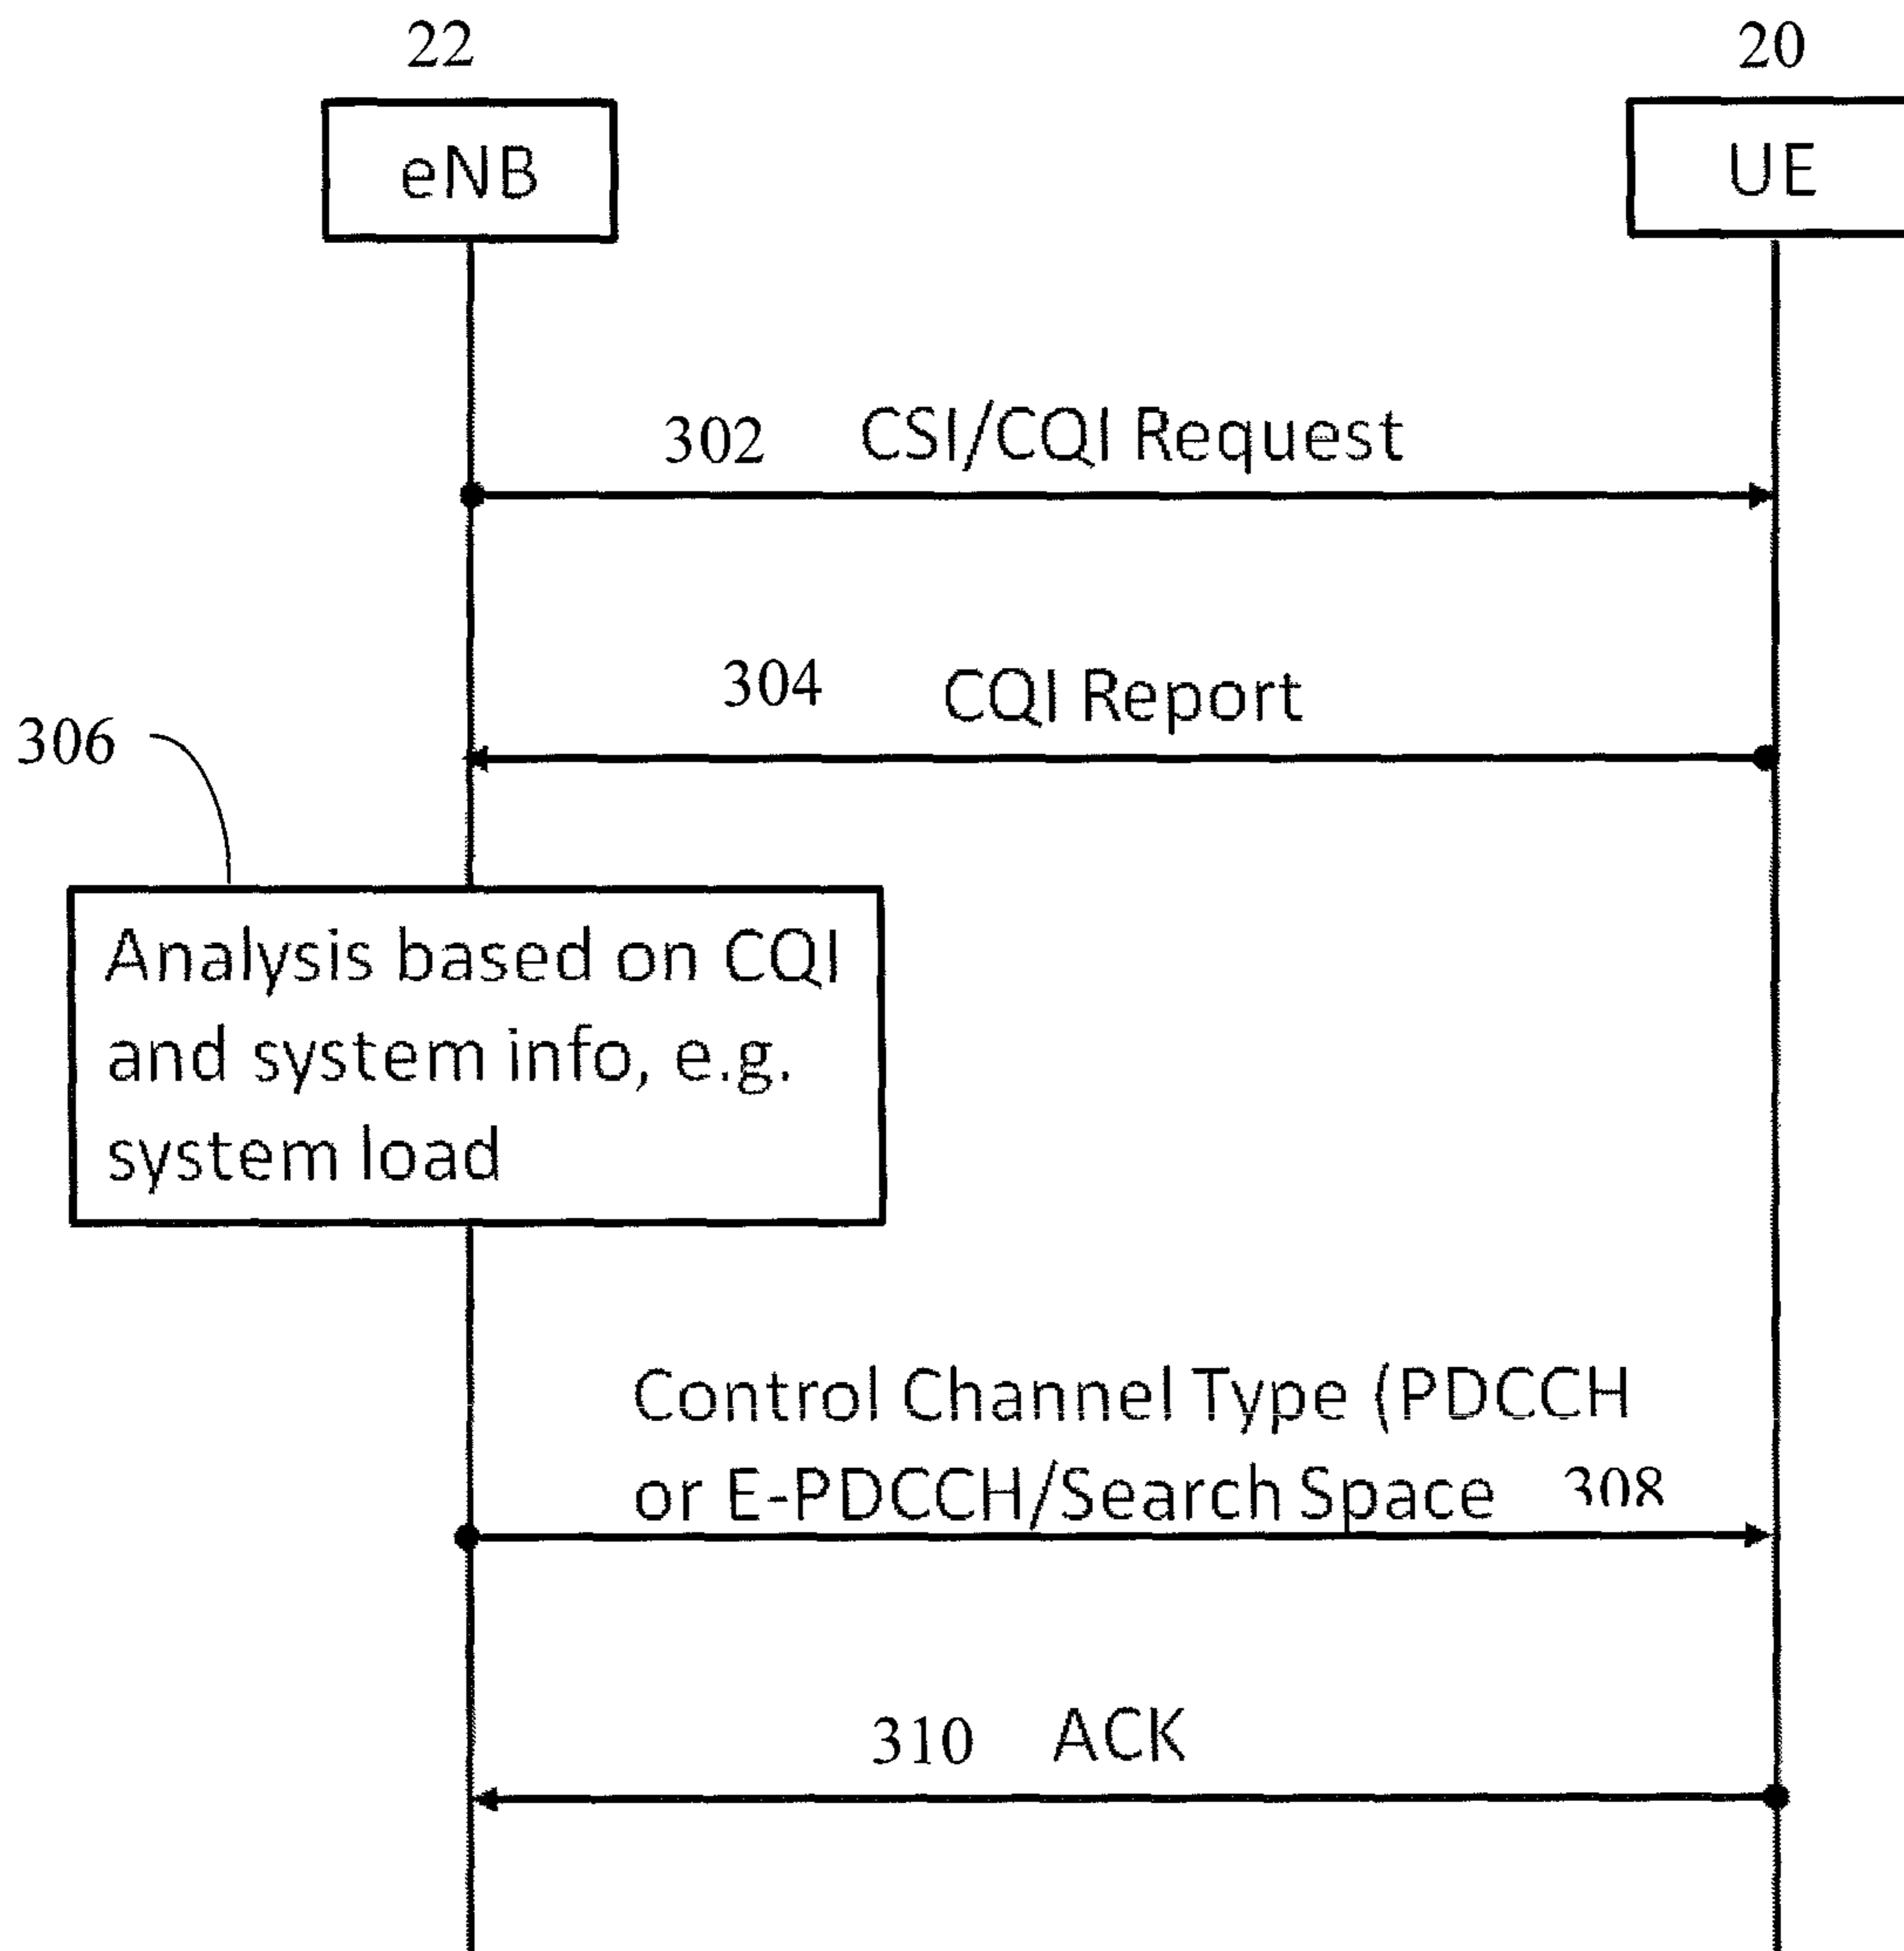 22
20
eNB
UE
302 CSI/CQI Request
304 CQI Report
306
Analysis based on CQI
and system info, e.g.
system load
Control Channel Type (PDCCH
or E-PDCCH/Search Space 308
310 ACK